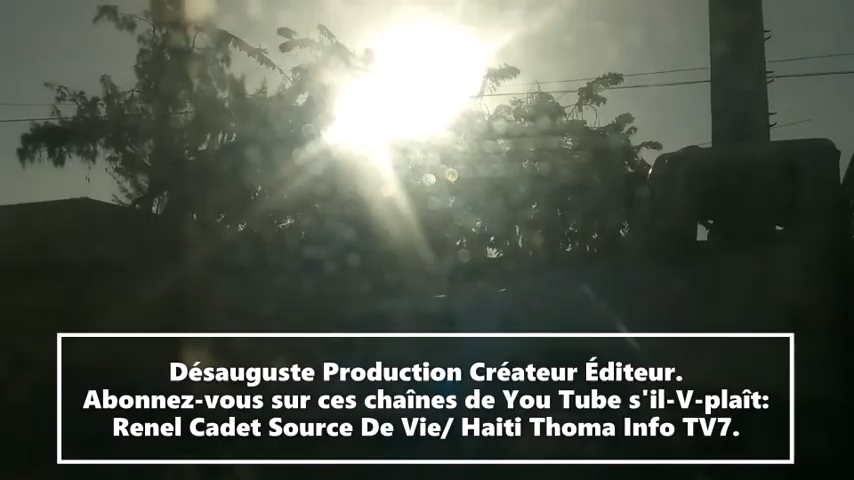 Désauguste Production Créateur Éditeur.
Abonnez-vous sur ces chaînes de You Tube s'il-V-plaît:
Renel Cadet Source De Vie/ Haiti Thoma Info TV7.